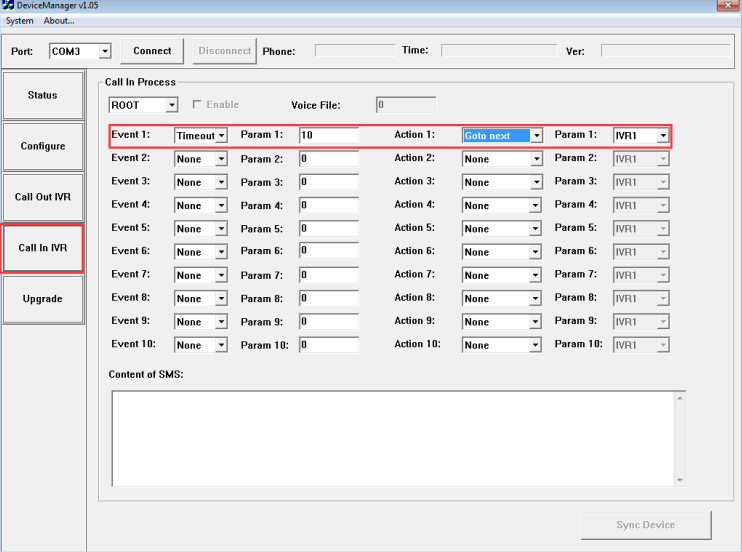 DeviceManager v1.05
System About...
Port: COM3 Connect Disconnect Phone: Time: Ver:
Status
Configure
Call Out IVR
Call In IVR
Upgrade
Call In Process
ROOT Enable Voice File: 0
Event 1: Timeout Param 1: 10 Action 1: Goto next Param 1: IVR1
Event 2: None Param 2: 0 Action 2: None Param 2: IVR1
Event 3: None Param 3: 0 Action 3: None Param 3: IVR1
Event 4: None Param 4: 0 Action 4: None Param 4: IVR1
Event 5: None Param 5: 0 Action 5: None Param 5: IVR1
Event 6: None Param 6: 0 Action 6: None Param 6: IVR1
Event 7: None Param 7: 0 Action 7: None Param 7: IVR1
Event 8: None Param 8: 0 Action 8: None Param 8: IVR1
Event 9: None Param 9: 0 Action 9: None Param 9: IVR1
Event 10: None Param 10: 0 Action 10: None Param 10: IVR1
Content of SMS:
Sync Device